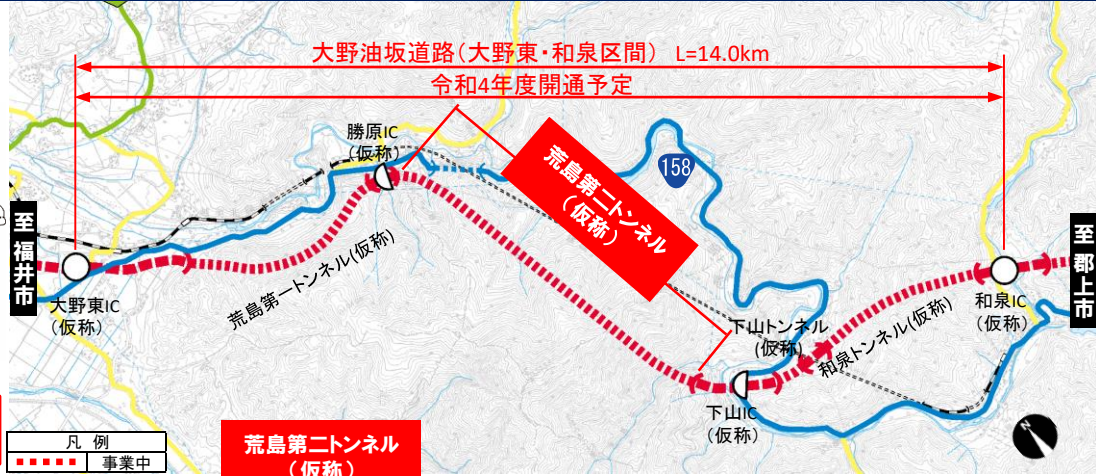 大野油坂道路(大野東・和泉区間) L=14.0km
令和4年度開通予定
勝原IC
(仮称)
荒島第二トンネル
(仮称)
158
至福井市
大野東IC
(仮称)
荒島第一トンネル(仮称)
下山トンネル
(仮称)
和泉トンネル(仮称)
和泉IC
(仮称)
至郡上市
下山IC
(仮称)
N
凡 例
事業中
荒島第二トンネル
(仮称)